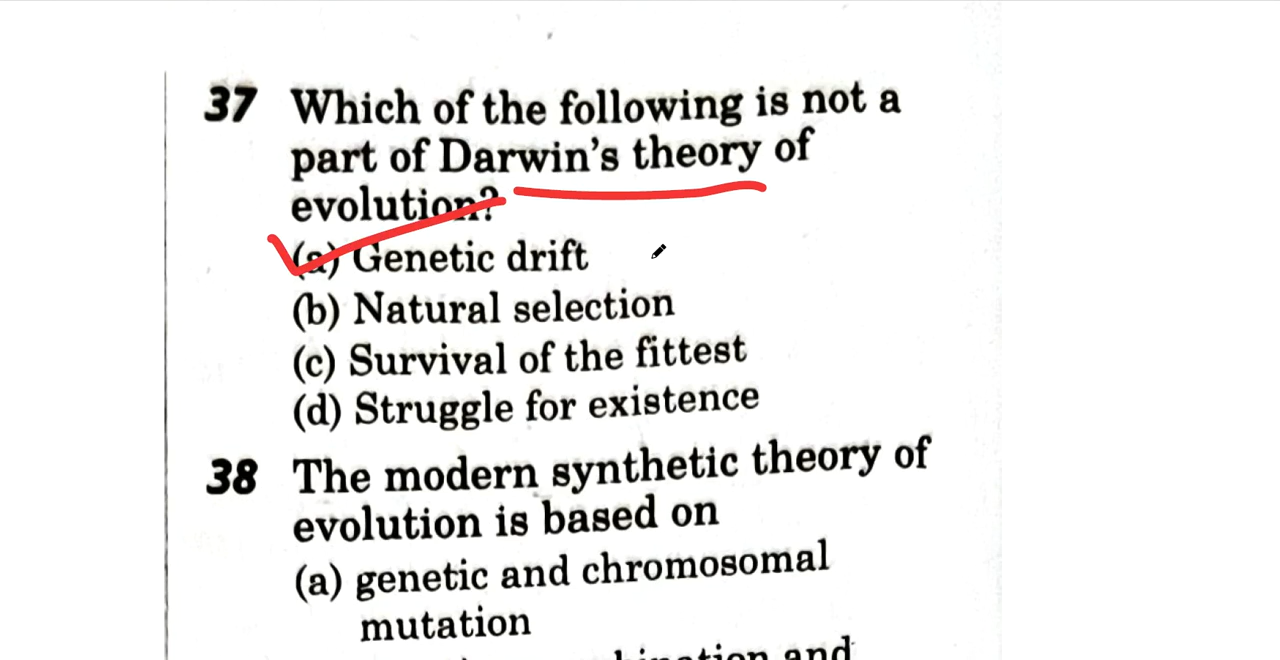 37 Which of the following is not a
part of Darwin's theory of
evolution?
(a) Genetic drift
(b) Natural selection
(c) Survival of the fittest
(d) Struggle for existence
38 The modern synthetic theory of
evolution is based on
(a) genetic and chromosomal
mutation
and